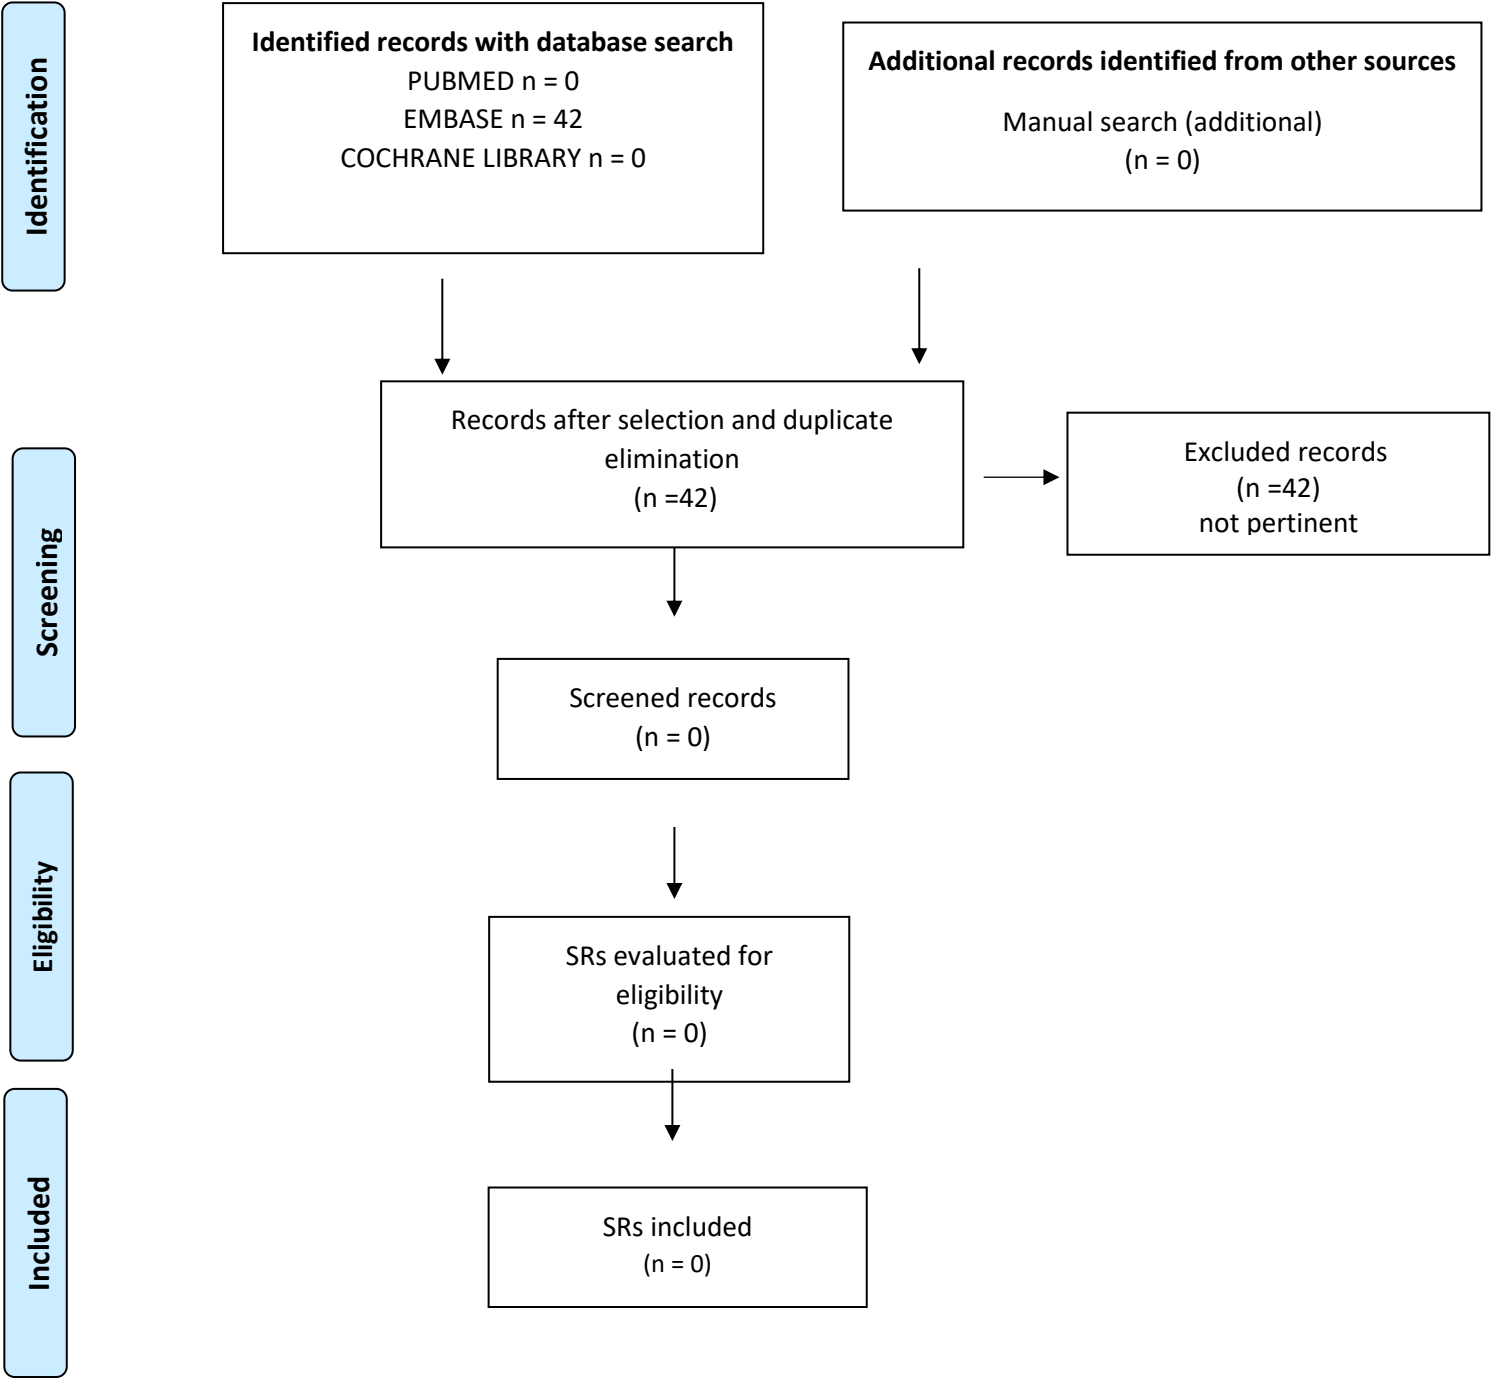 Identification
Identified records with database search
PUBMED n = 0
EMBASE n = 42
COCHRANE LIBRARY n = 0
Additional records identified from other sources
Manual search (additional)
(n = 0)
Screening
Records after selection and duplicate
elimination
(n =42)
Excluded records
(n =42)
not pertinent
Screened records
(n = 0)
Eligibility
SRs evaluated for
eligibility
(n = 0)
Included
SRs included
(n = 0)